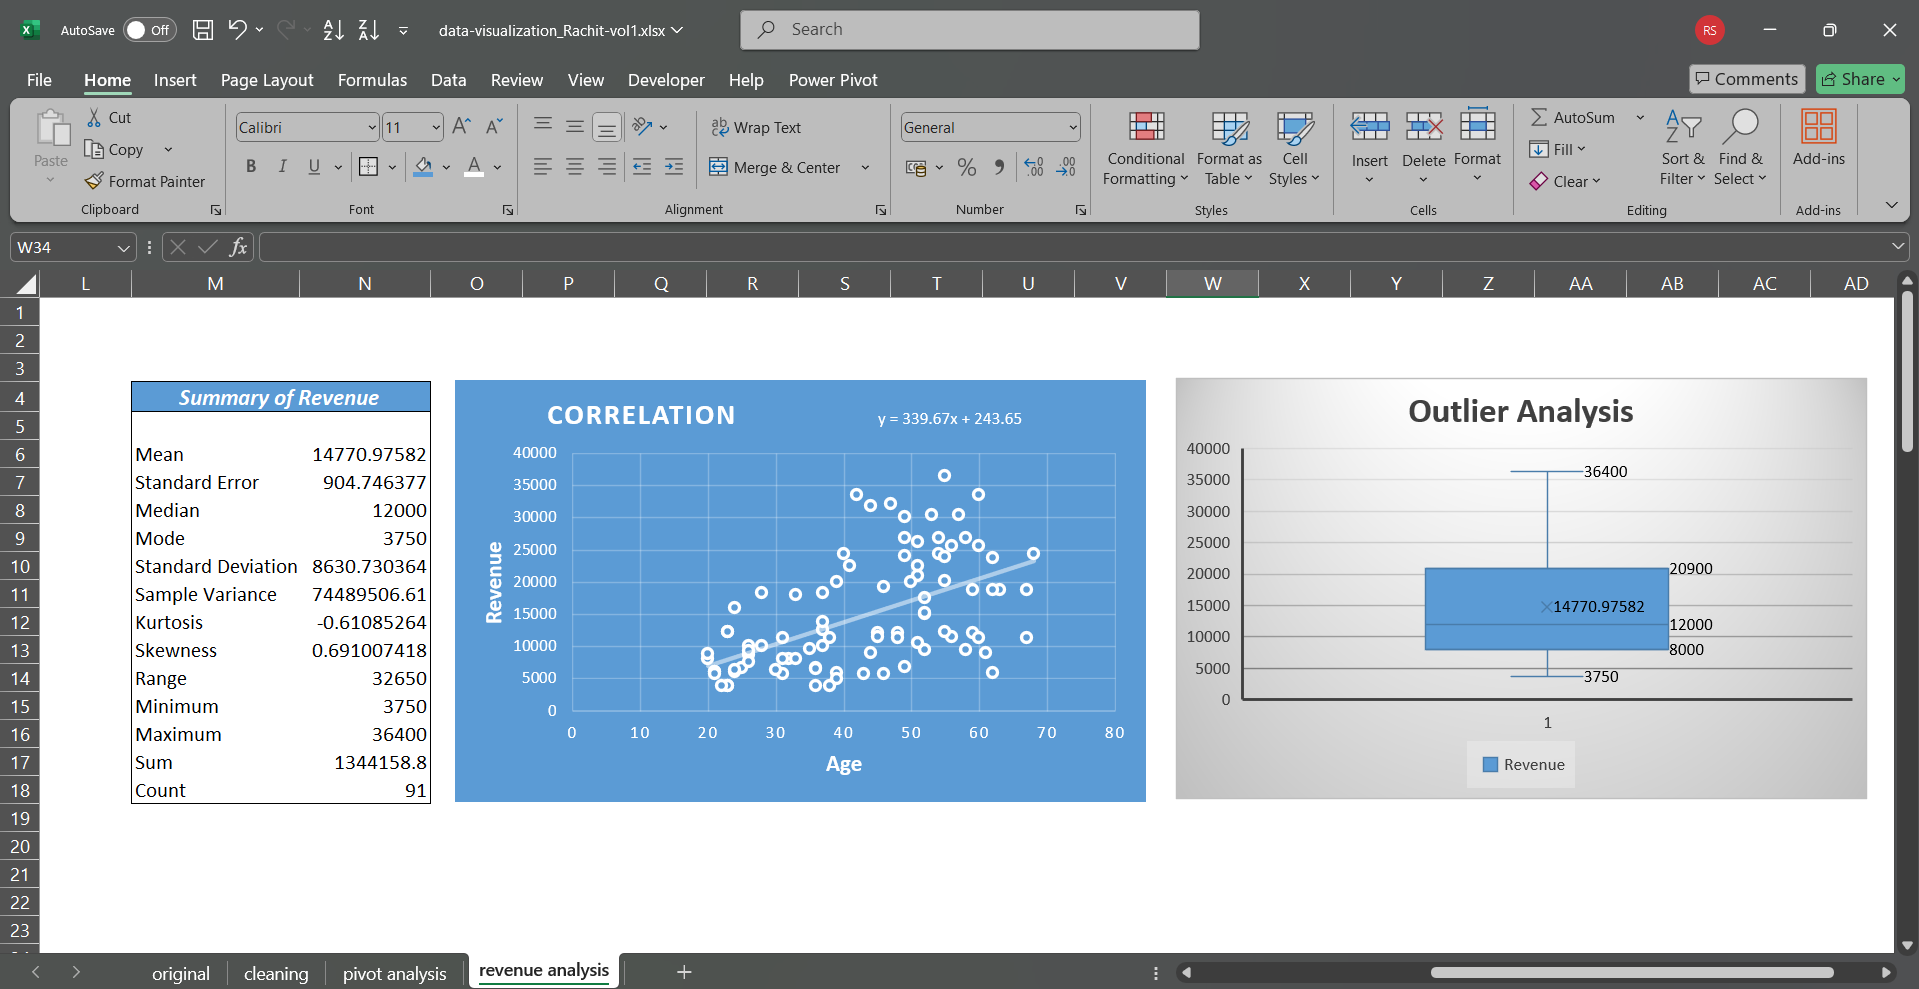 AutoSave Off data-visualization_Rachit-vol1.xlsx Search RS
File Home Insert Page Layout Formulas Data Review View Developer Help Power Pivot Comments Share
Paste
Cut
Copy
Format Painter
Clipboard
Calibri 11
B I U A
Font
Wrap Text
Merge & Center
Alignment
General
Number
Conditional Formatting
Format as Table
Cell Styles
Styles
Insert
Delete
Format
Cells
AutoSum
Fill
Clear
Sort & Filter
Find & Select
Editing
Add-ins
Add-ins
W34 fx
L M N O P Q R S T U V W X Y Z AA AB AC AD
1
2
3
4
5
6
7
8
9
10
11
12
13
14
15
16
17
18
19
20
21
22
23
Summary of Revenue
Mean 14770.97582
Standard Error 904.746377
Median 12000
Mode 3750
Standard Deviation 8630.730364
Sample Variance 74489506.61
Kurtosis -0.61085264
Skewness 0.691007418
Range 32650
Minimum 3750
Maximum 36400
Sum 1344158.8
Count 91
CORRELATION
y = 339.67x + 243.65
40000
35000
30000
25000
20000
15000
10000
5000
0
Revenue
0 10 20 30 40 50 60 70 80
Age
Outlier Analysis
40000
35000
30000
25000
20000
15000
10000
5000
0
36400
20900
14770.97582
12000
8000
3750
1
Revenue
original cleaning pivot analysis revenue analysis